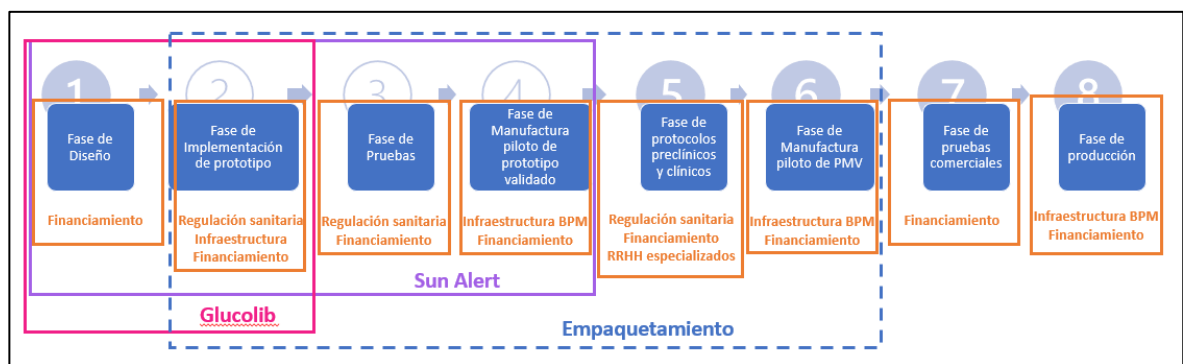 1
2
3
4
5
6
7
8
Fase de
Diseño
Fase de
Implementación
de prototipo
Fase de
Pruebas
Fase de
Manufactura
piloto de
prototipo
validado
Fase de
protocolos
preclínicos
y clínicos
Fase de
Manufactura
piloto de PMV
Fase de
pruebas
comerciales
Fase de
producción
Financiamiento
Regulación sanitaria
Infraestructura
Financiamiento
Regulación sanitaria
Financiamiento
Infraestructura BPM
Financiamiento
Regulación sanitaria
Financiamiento
RRHH especializados
Infraestructura BPM
Financiamiento
Financiamiento
Infraestructura BPM
Financiamiento
Sun Alert
Glucolib
Empaquetamiento